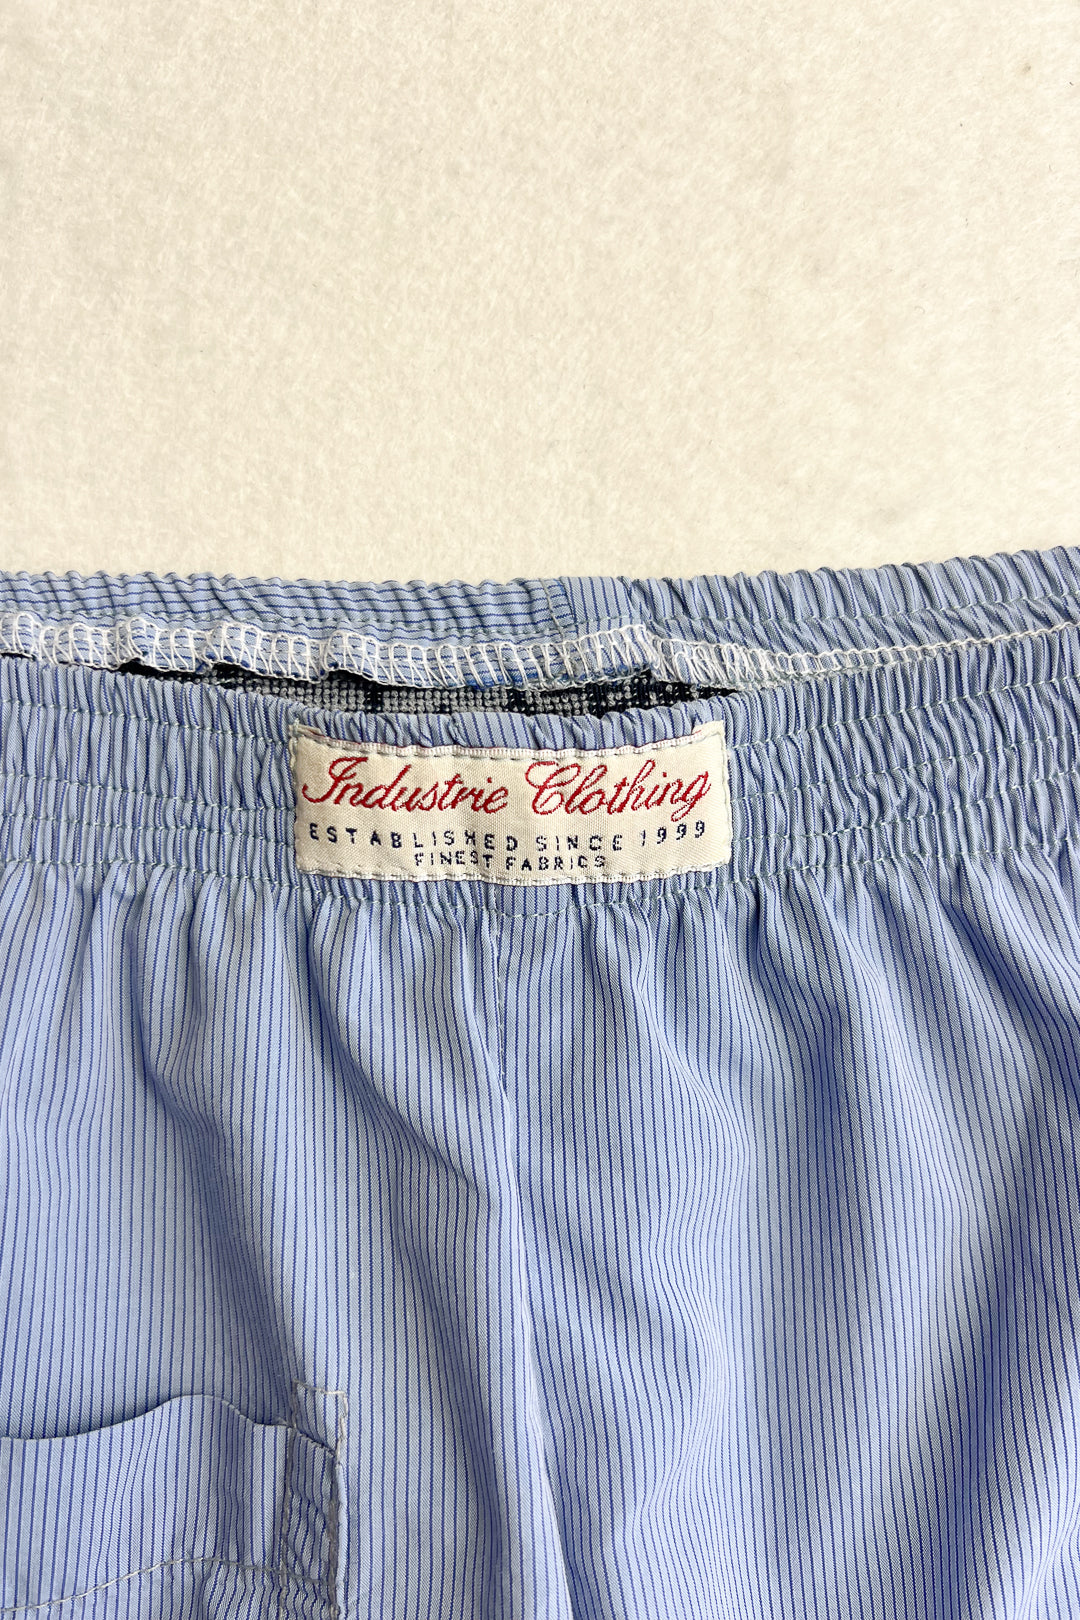 Industrie Clothing
ESTABLISHED SINCE 1999
FINEST FABRICS